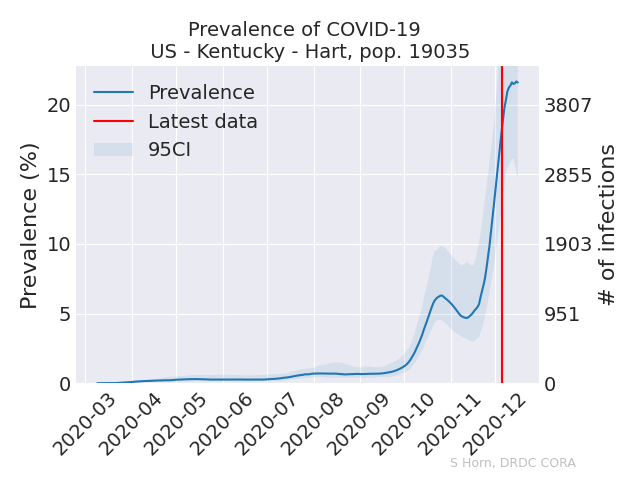 Prevalence of COVID-19
US - Kentucky - Hart, pop. 19035
Prevalence
Latest data
95CI
Prevalence (%)
20
15
10
5
0
3807
2855
1903
951
0
# of infections
2020-03
2020-04
2020-05
2020-06
2020-07
2020-08
2020-09
2020-10
2020-11
2020-12
S Horn, DRDC CORA